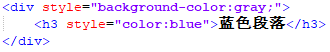 <div style="background-color:gray;">
<h3 style="color:blue">蓝色段落</h3>
</div>